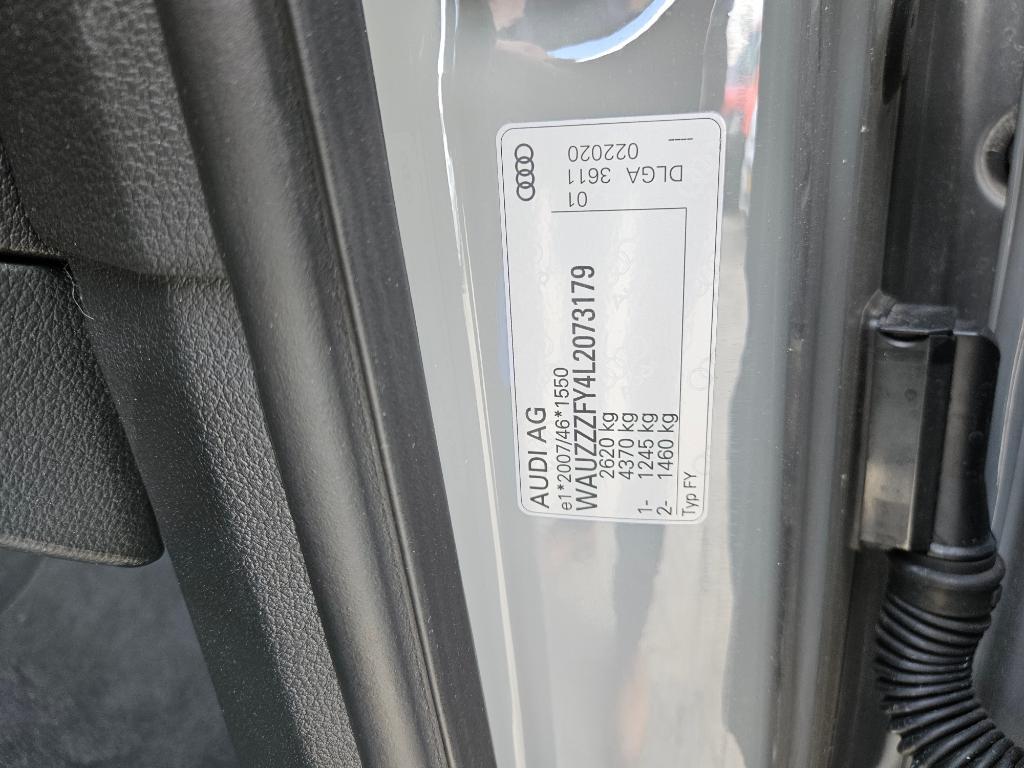 AUDI AG
e1*2007/46*1550
WAUZZZFY4L2073179
2620 kg
4370 kg
1- 1245 kg
2- 1460 kg
Typ FY
01
DLGA 3611
022020
----